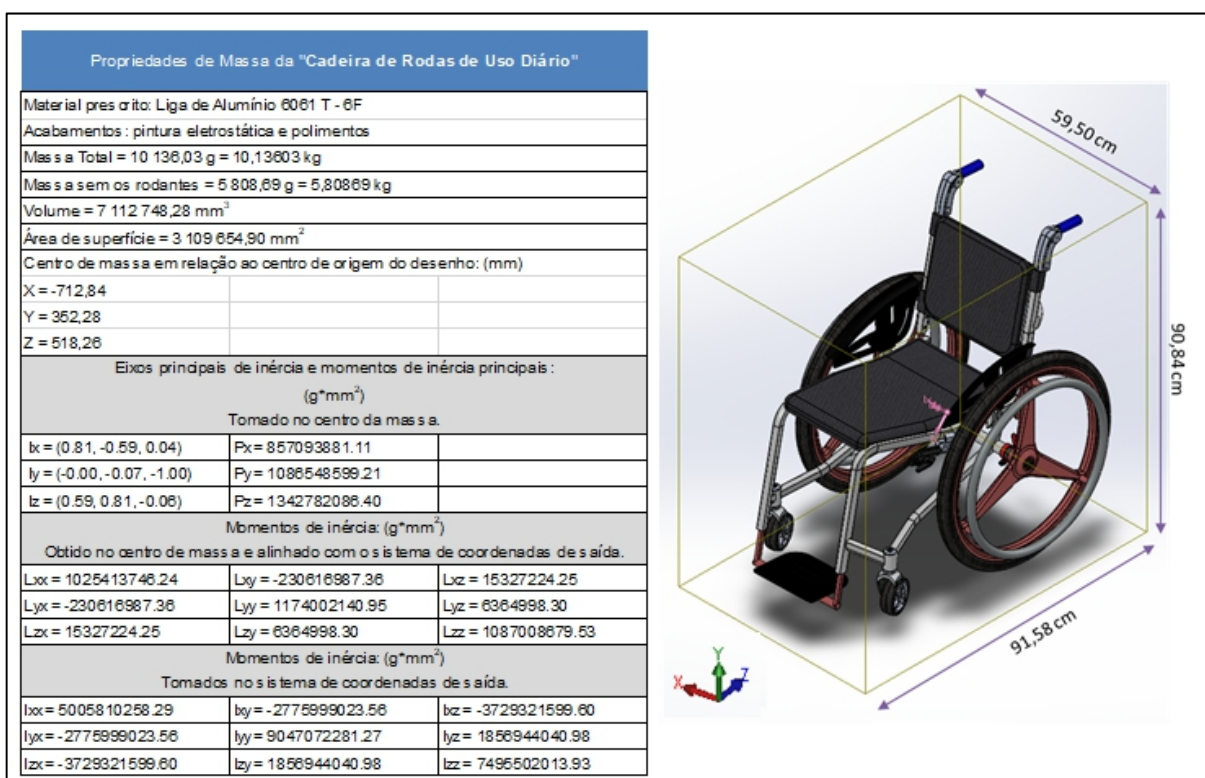 Propriedades de Massa da "Cadeira de Rodas de Uso Diário"
Material prescrito: Liga de Alumínio 6061 T - 6F
Acabamentos: pintura eletrostática e polimentos
Massa Total = 10 136,03 g = 10,13603 kg
Massa sem os rodantes = 5 808,69 g = 5,80869 kg
Volume = 7 112 748,28 mm³
Área de superfície = 3 109 654,90 mm²
Centro de massa em relação ao centro de origem do desenho: (mm)
X = -712,84
Y = 352,28
Z = 518,26
Eixos principais de inércia e momentos de inércia principais:
(g*mm²)
Tomado no centro da massa.
Ix = (0.81, -0.59, 0.04) Px = 857093881.11
Iy = (-0.00, -0.07, -1.00) Py = 1086548599.21
Iz = (0.59, 0.81, -0.06) Pz = 1342782086.40
Momentos de inércia: (g*mm²)
Obtido no centro de massa e alinhado com o sistema de coordenadas de saída.
Lxx = 1025413746.24 Lxy = -230616987.36 Lxz = 15327224.25
Lyx = -230616987.36 Lyy = 1174002140.95 Lyz = 6364998.30
Lzx = 15327224.25 Lzy = 6364998.30 Lzz = 1087008679.53
Momentos de inércia: (g*mm²)
Tomados no sistema de coordenadas de saída.
Ixx = 5005810258.29 Ixy = -2775999023.56 Ixz = -3729321599.60
Iyx = -2775999023.56 Iyy = 9047072281.27 Iyz = 1856944040.98
Izx = -3729321599.60 Izy = 1856944040.98 Izz = 7495502013.93
59,50 cm
90,84 cm
91,58 cm
Y
X
Z